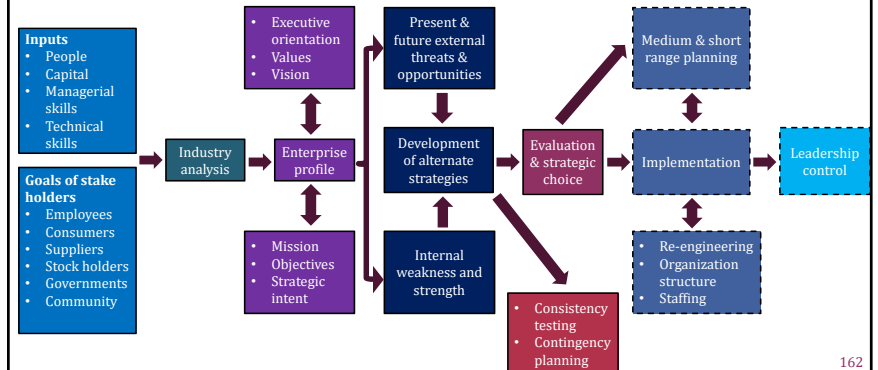 Inputs
• People
• Capital
• Managerial
skills
• Technical
skills
Goals of stake
holders
• Employees
• Consumers
• Suppliers
• Stock holders
• Governments
• Community
Industry
analysis
• Executive
orientation
• Values
• Vision
Enterprise
profile
• Mission
• Objectives
• Strategic
intent
Present &
future external
threats &
opportunities
Development
of alternate
strategies
Internal
weakness and
strength
Evaluation
& strategic
choice
• Consistency
testing
• Contingency
planning
Medium & short
range planning
Implementation
• Re-engineering
• Organization
structure
• Staffing
Leadership
control
162